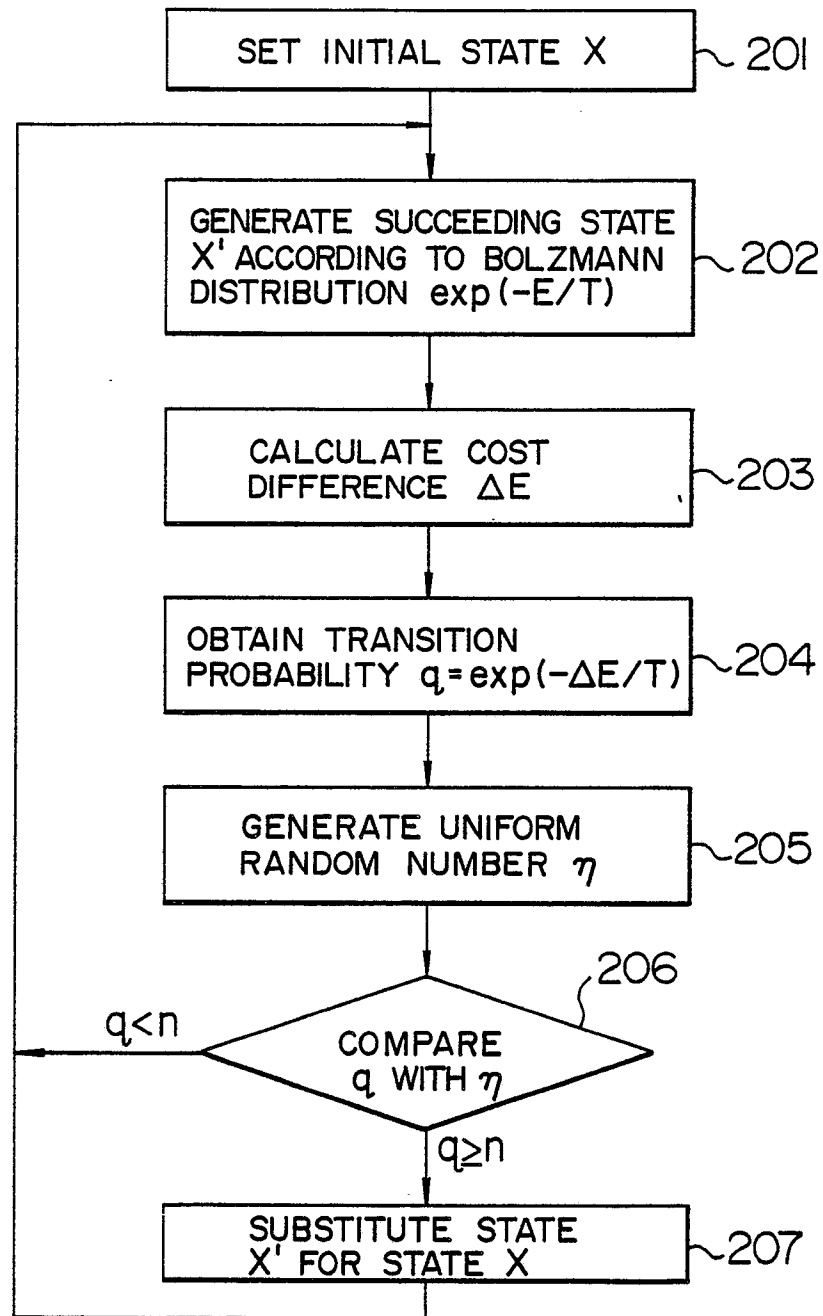 SET INITIAL STATE X
201
GENERATE SUCCEEDING STATE
X' ACCORDING TO BOLZMANN
DISTRIBUTION exp(-E/T)
202
CALCULATE COST
DIFFERENCE ΔE
203
OBTAIN TRANSITION
PROBABILITY q=exp(-ΔE/T)
204
GENERATE UNIFORM
RANDOM NUMBER η
205
206
q<n
COMPARE
q WITH η
q≥n
SUBSTITUTE STATE
X' FOR STATE X
207